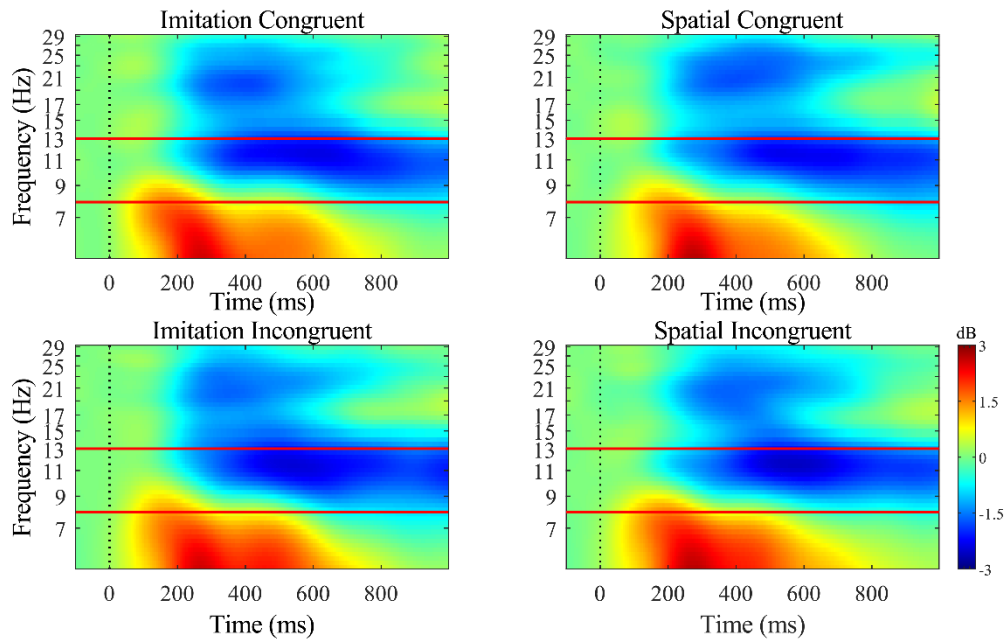 Imitation Congruent
Spatial Congruent
Frequency (Hz)
29
25
21
17
15
13
11
9
7
29
25
21
17
15
13
11
9
7
0 200 400 600 800
0 200 400 600 800
Time (ms)
Time (ms)
Imitation Incongruent
Spatial Incongruent
Frequency (Hz)
29
25
21
17
15
13
11
9
7
29
25
21
17
15
13
11
9
7
dB
3
1.5
0
-1.5
-3
0 200 400 600 800
0 200 400 600 800
Time (ms)
Time (ms)